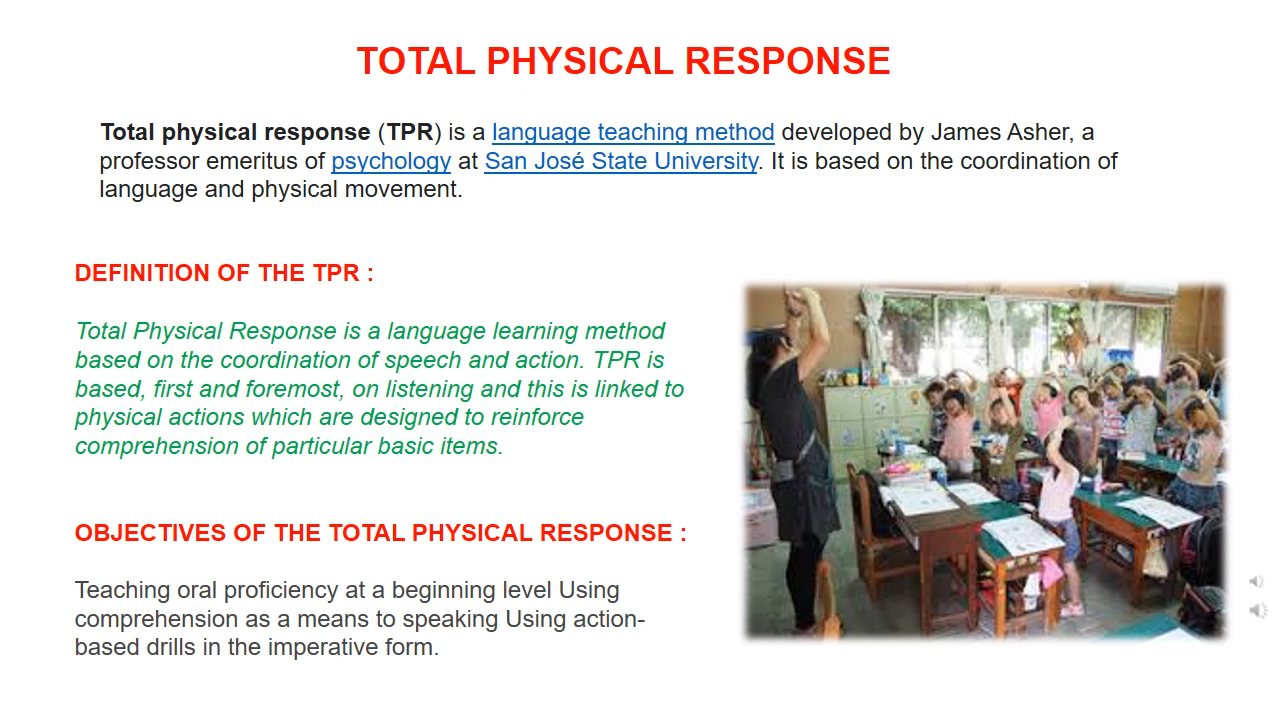 TOTAL PHYSICAL RESPONSE
Total physical response (TPR) is a language teaching method developed by James Asher, a
professor emeritus of psychology at San José State University. It is based on the coordination of
language and physical movement.
DEFINITION OF THE TPR :
Total Physical Response is a language learning method
based on the coordination of speech and action. TPR is
based, first and foremost, on listening and this is linked to
physical actions which are designed to reinforce
comprehension of particular basic items.
OBJECTIVES OF THE TOTAL PHYSICAL RESPONSE :
Teaching oral proficiency at a beginning level Using
comprehension as a means to speaking Using action-
based drills in the imperative form.